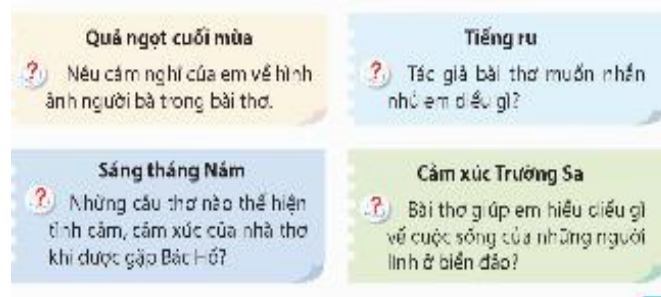 Quả ngọt cuối mùa
Nêu cảm nghĩ của em về hình
ảnh người bà trong bài thơ.
Tiếng ru
Tác giả bài thơ muốn nhắn
nhủ em điều gì?
Sáng tháng Năm
Những câu thơ nào thể hiện
tình cảm, cảm xúc của nhà thơ
khi được gặp Bác Hồ?
Cảm xúc Trường Sa
Bài thơ giúp em hiểu điều gì
về cuộc sống của những người
lính ở biển đảo?